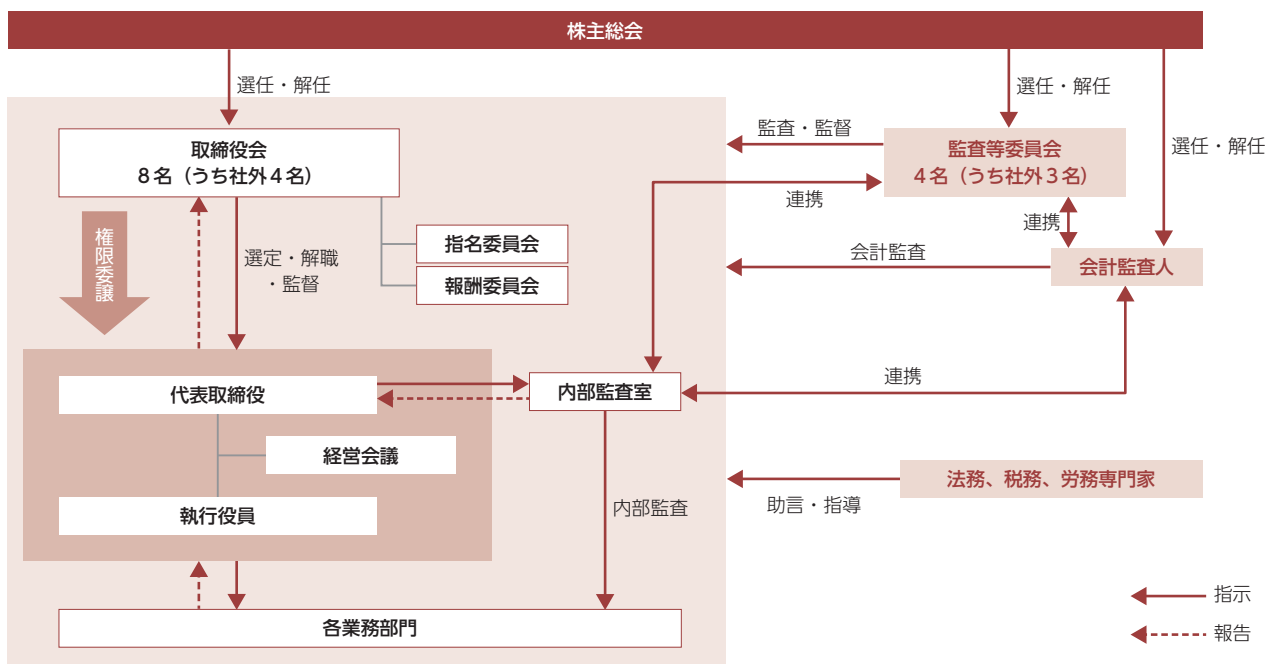 株主総会
選任・解任
選任・解任
選任・解任
取締役会
8名（うち社外4名）
監査・監督
監査等委員会
4名（うち社外3名）
連携
連携
権限委譲
選定・解職
・監督
指名委員会
報酬委員会
会計監査
会計監査人
代表取締役
内部監査室
連携
経営会議
執行役員
内部監査
法務、税務、労務専門家
助言・指導
各業務部門
指示
報告